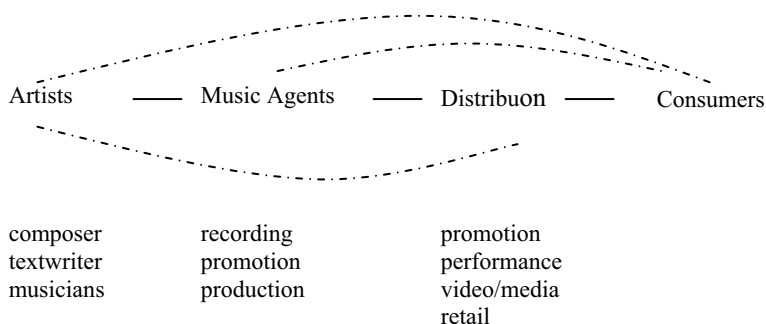 Artists Music Agents Distribuon Consumers
composer recording promotion
textwriter promotion performance
musicians production video/media
retail